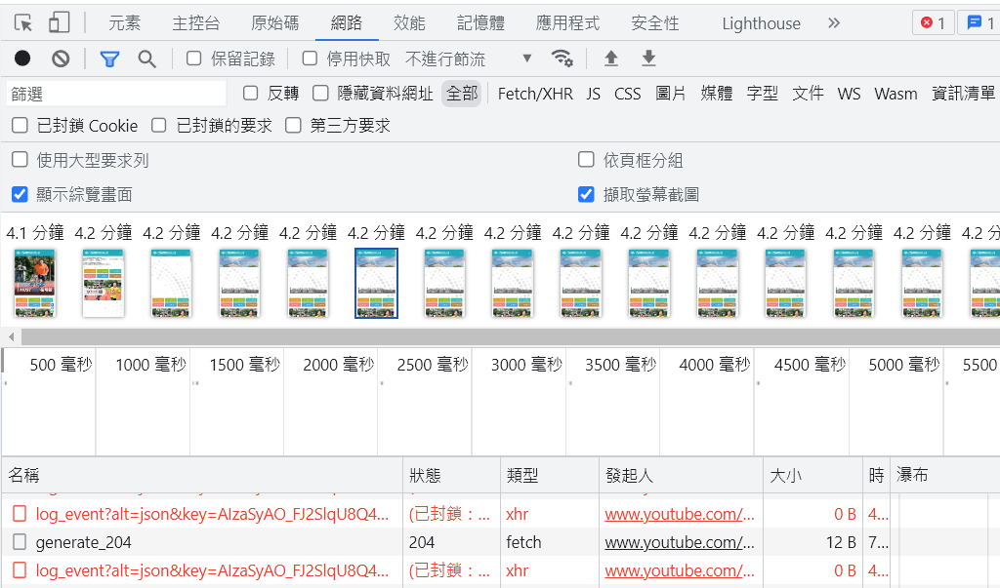 元素 主控台 原始碼 網路 效能 記憶體 應用程式 安全性 Lighthouse 1 1
保留記錄 停用快取 不進行節流
篩選 反轉 隱藏資料網址 全部 Fetch/XHR JS CSS 圖片 媒體 字型 文件 WS Wasm 資訊清單
已封鎖 Cookie 已封鎖的要求 第三方要求
使用大型要求列 依頁框分組
顯示綜覽畫面 擷取螢幕截圖
4.1 分鐘 4.2 分鐘 4.2 分鐘 4.2 分鐘 4.2 分鐘 4.2 分鐘 4.2 分鐘 4.2 分鐘 4.2 分鐘 4.2 分鐘 4.2 分鐘 4.2 分鐘 4.2 分鐘 4.2 分鐘 4.2 分
500 毫秒 1000 毫秒 1500 毫秒 2000 毫秒 2500 毫秒 3000 毫秒 3500 毫秒 4000 毫秒 4500 毫秒 5000 毫秒 5500
名稱 狀態 類型 發起人 大小 時 瀑布
log_event?alt=json&key=AIzaSyAO_FJ2SlqU8Q4... (已封鎖：... xhr www.youtube.com/... 0 B 4...
generate_204 204 fetch www.youtube.com/... 12 B 7...
log_event?alt=json&key=AIzaSyAO_FJ2SlqU8Q4... (已封鎖：... xhr www.youtube.com/... 0 B 4...